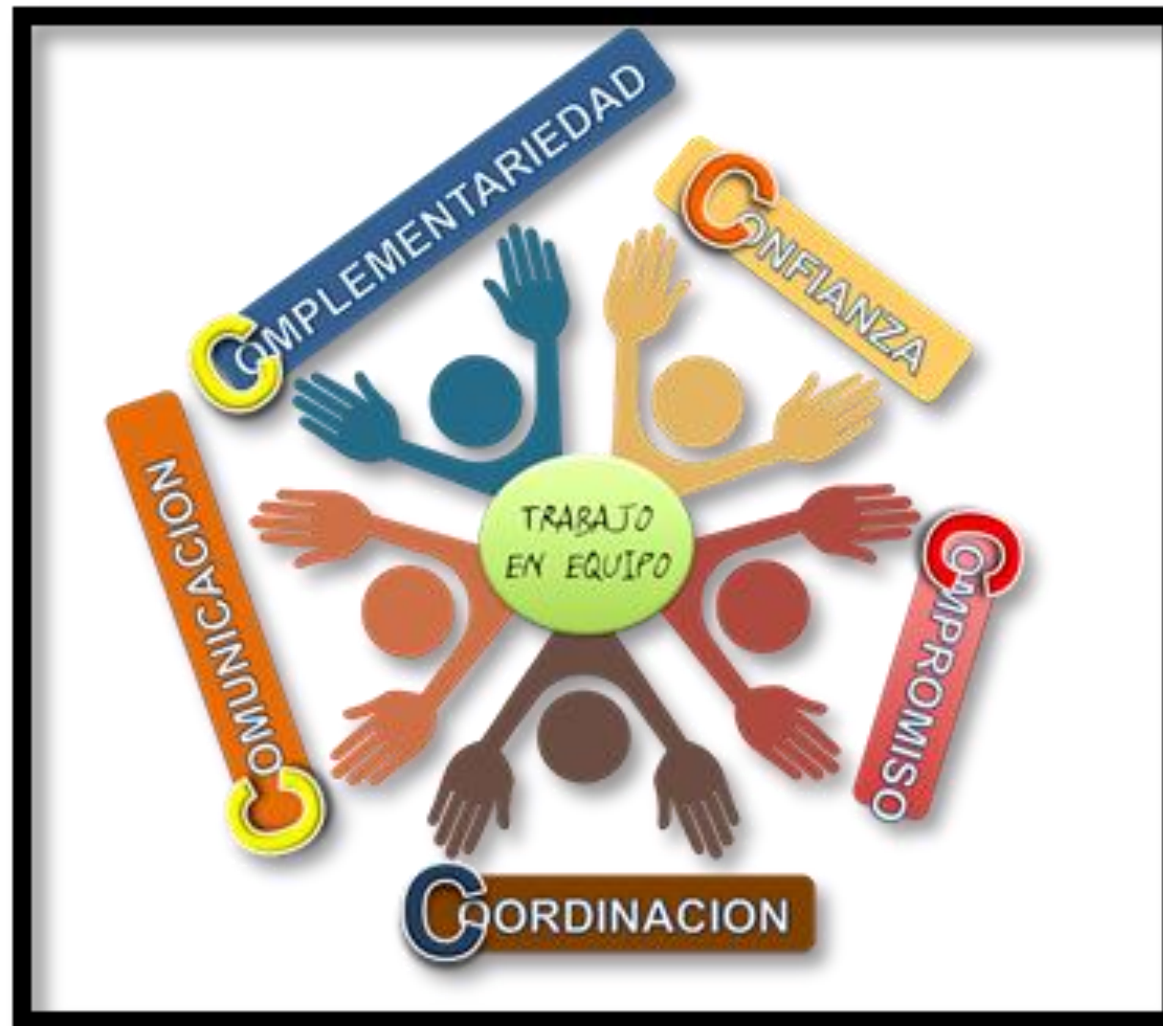 COMPLEMENTARIEDAD
CONFIANZA
COMUNICACION
TRABAJO
EN EQUIPO
COMPROMISO
COORDINACION